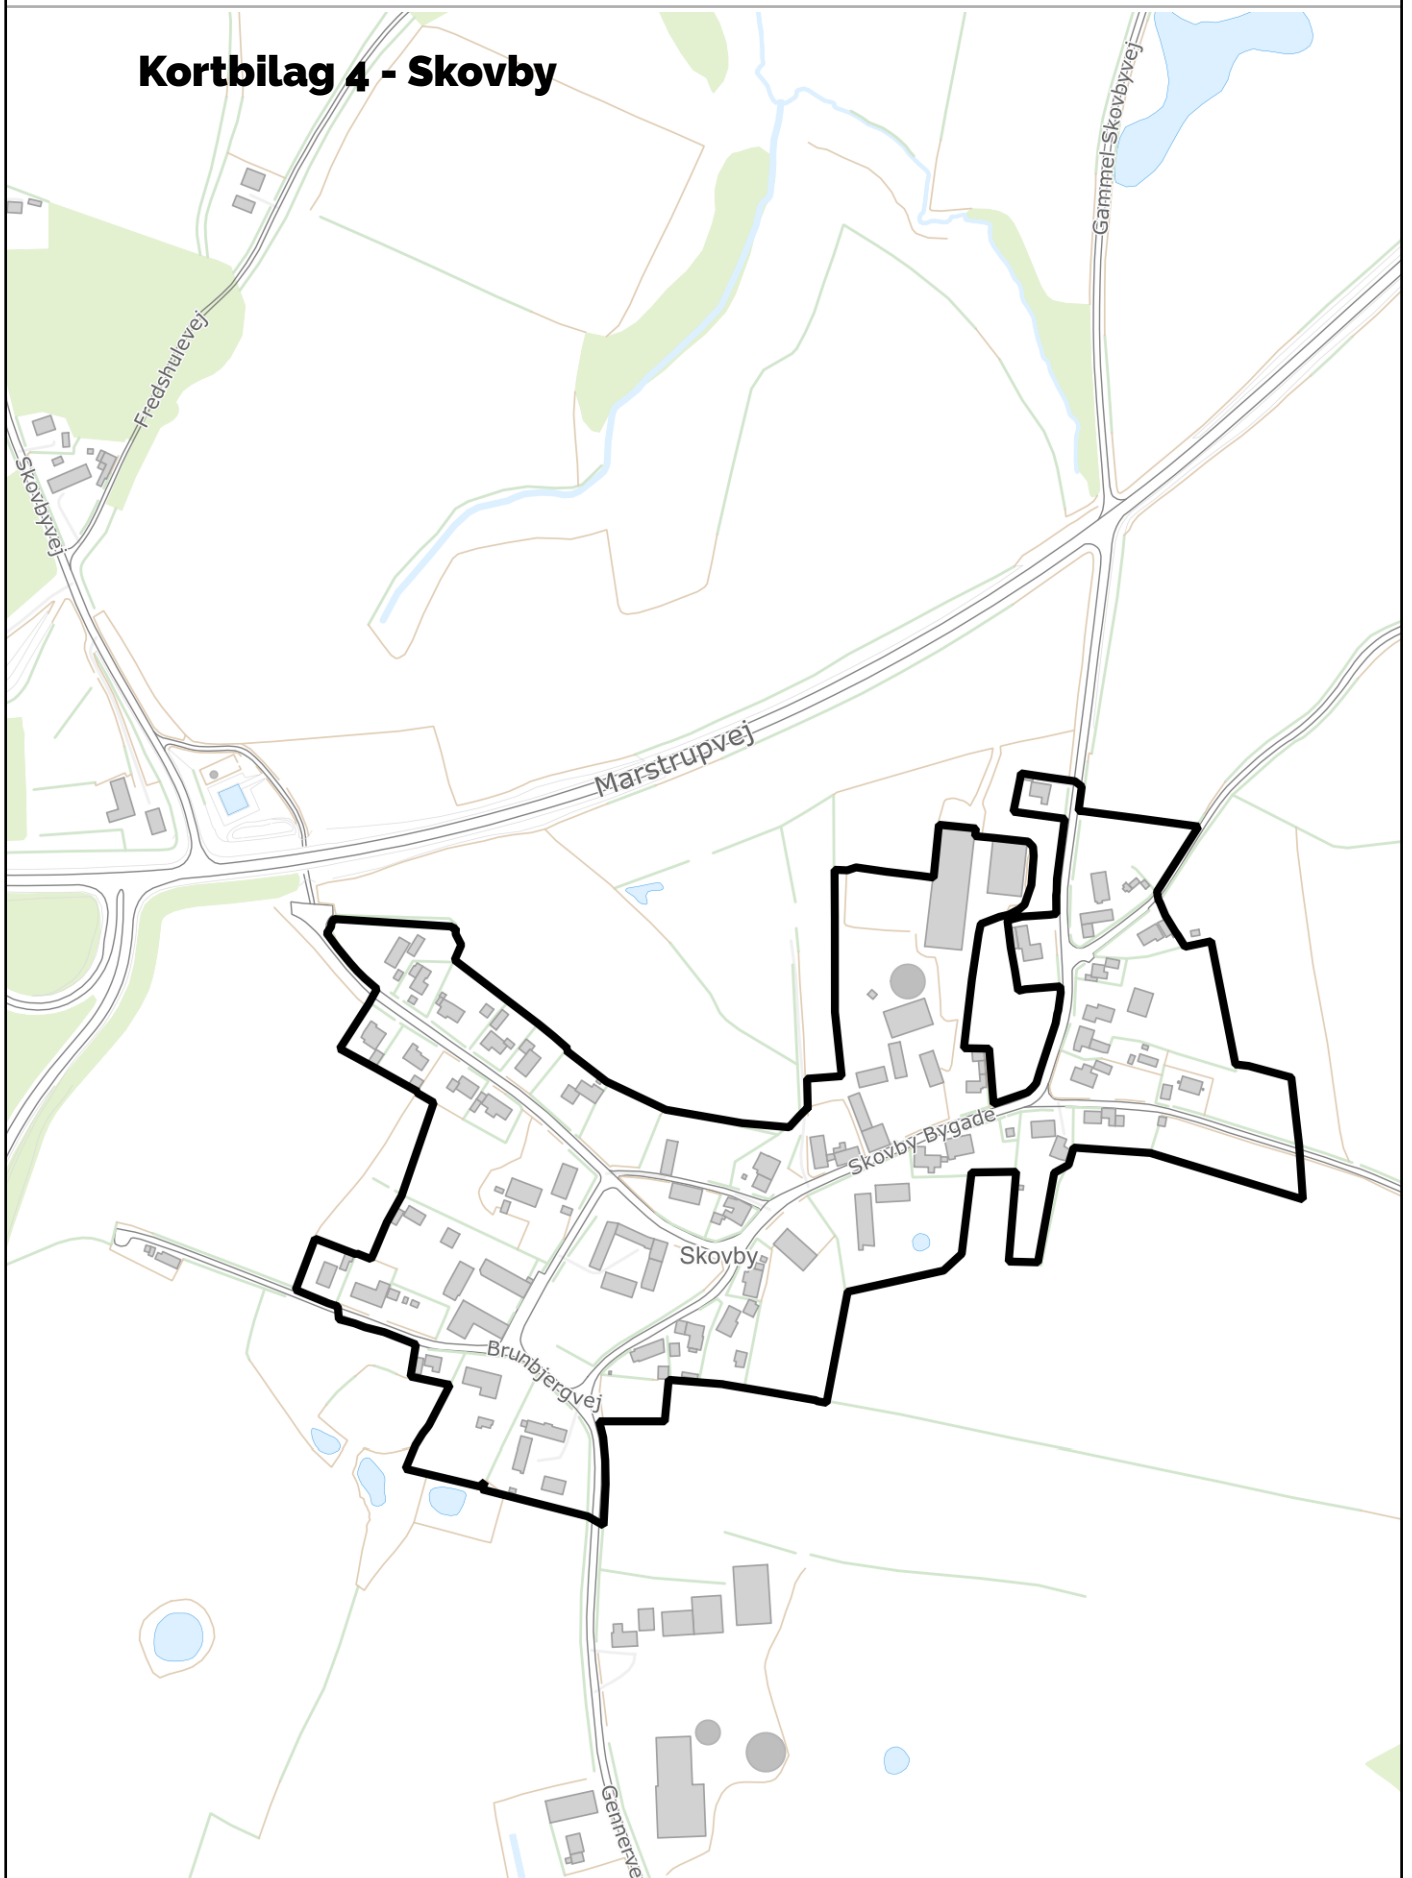 Kortbilag 4 - Skovby
Gammel Skovbyvej
Fredshulevej
Skovbyvej
Marstrupvej
Skovby Bygade
Skovby
Brunbjergvej
Gennerve